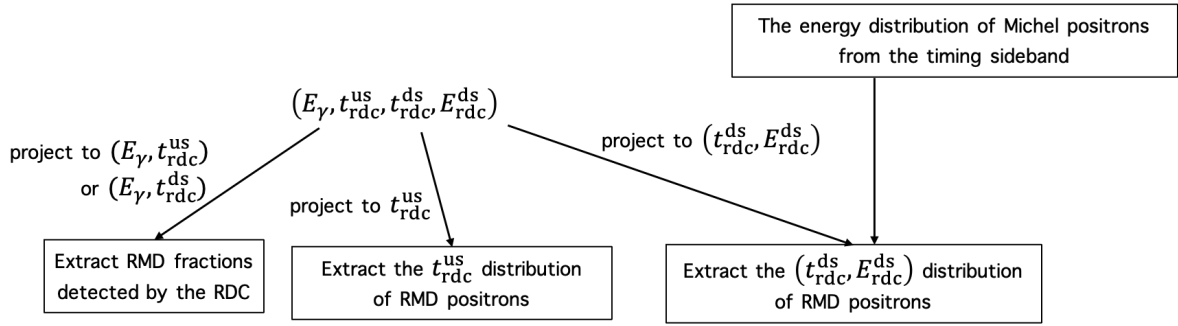 The energy distribution of Michel positrons
from the timing sideband
(E_γ, t_rdc^us, t_rdc^ds, E_rdc^ds)
project to (E_γ, t_rdc^us)
or (E_γ, t_rdc^ds)
project to t_rdc^us
project to (t_rdc^ds, E_rdc^ds)
Extract RMD fractions
detected by the RDC
Extract the t_rdc^us distribution
of RMD positrons
Extract the (t_rdc^ds, E_rdc^ds) distribution
of RMD positrons